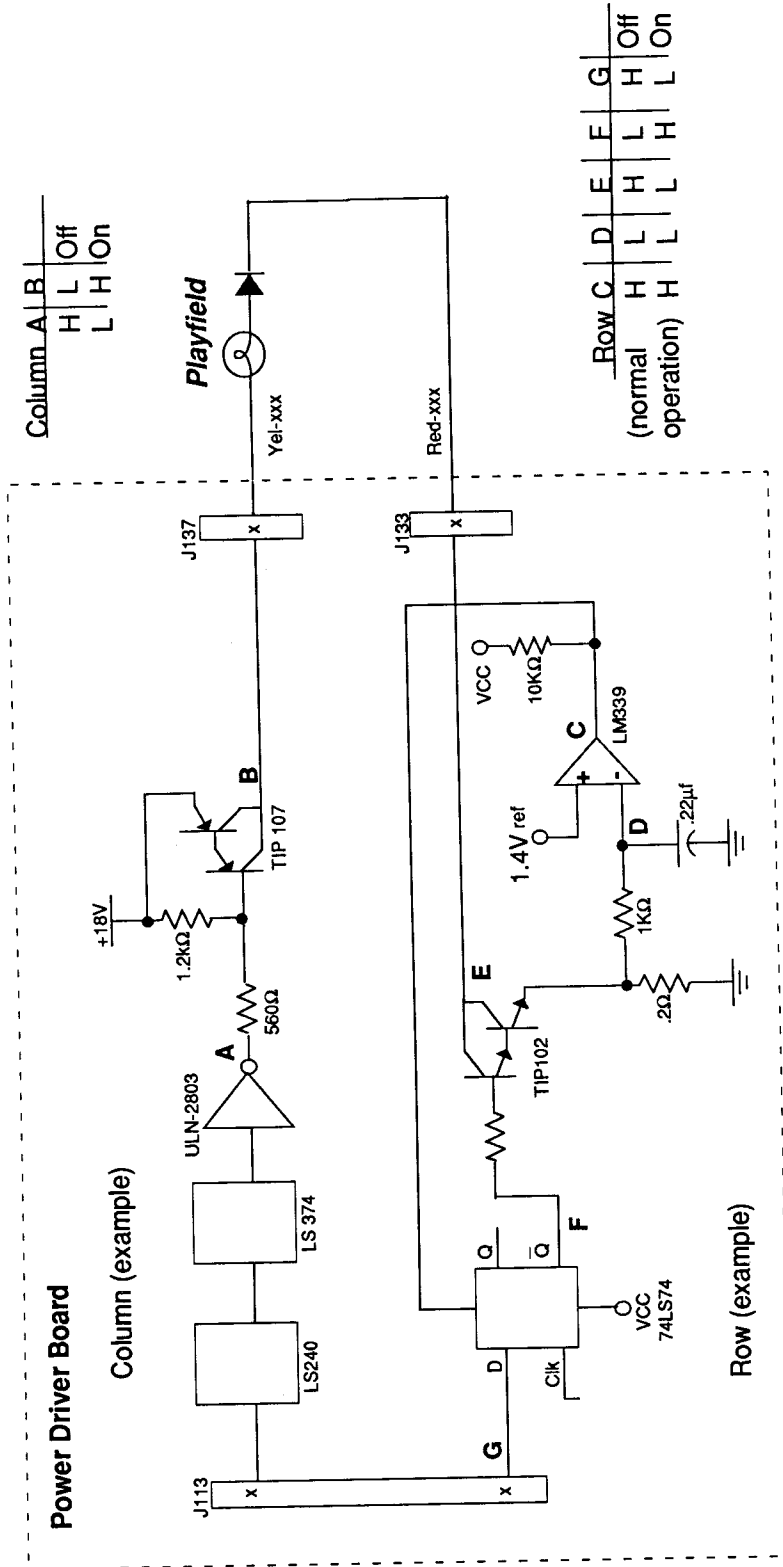 Power Driver Board
Column (example)
J113
x
x
LS240
LS 374
ULN-2803
A
560Ω
1.2kΩ
+18V
TIP 107
B
J137
x
Yel-xxx
Playfield
Column A B
H L Off
L H On
G
D
Clk
Q
Q̅
VCC
74LS74
F
TIP102
E
.2Ω
1KΩ
D
.22µf
1.4V ref
+
-
C
LM339
10KΩ
VCC
J133
x
Red-xxx
Row (example)
Row C D E F G
(normal H L H L H Off
operation) H L L H L On